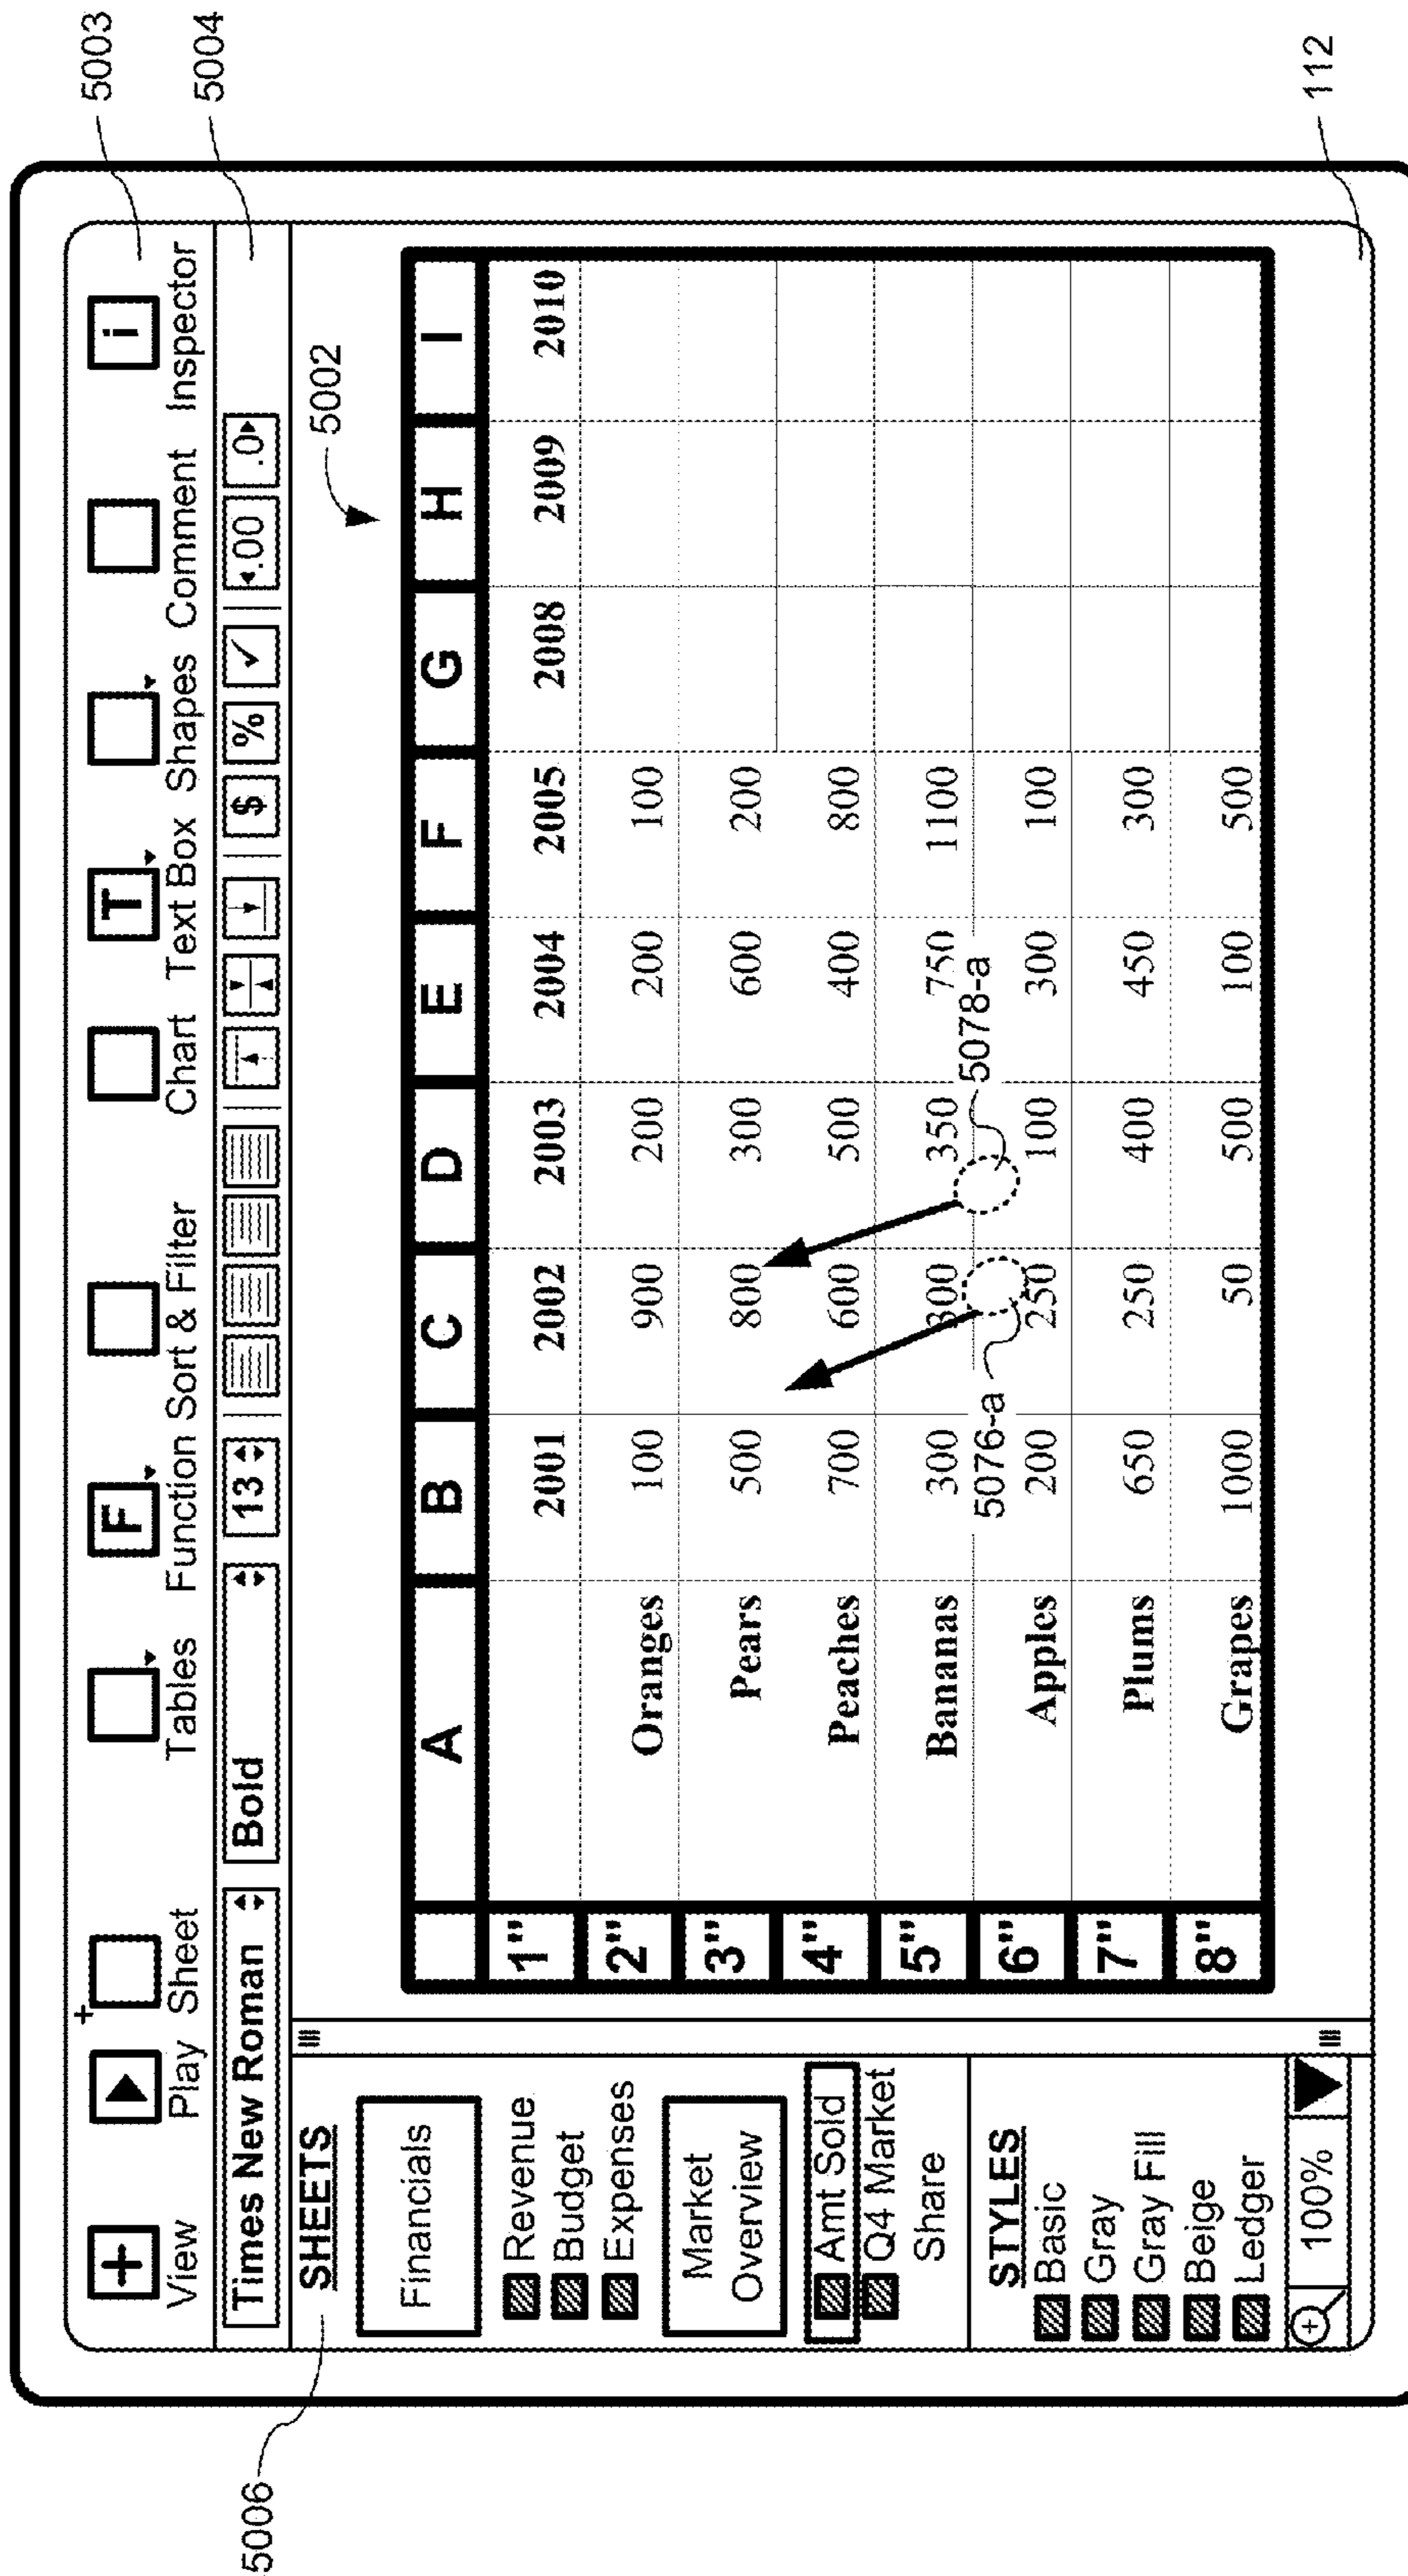 5003
5004
View Play Sheet Tables Function Sort & Filter Chart Text Box Shapes Comment Inspector
+ + F T i
Times New Roman Bold 13 $ % ✓ .00 .0
5006
SHEETS
Financials
Revenue
Budget
Expenses
Market
Overview
Amt Sold
Q4 Market
Share
STYLES
Basic
Gray
Gray Fill
Beige
Ledger
+ 100%
5002
A B C D E F G H I
1" 2001 2002 2003 2004 2005 2008 2009 2010
2" Oranges 100 900 200 200 100
3" Pears 500 800 300 600 200
4" Peaches 700 600 500 400 800
5" Bananas 300 300 350 750 1100
5076-a 5078-a
6" Apples 200 250 100 300 100
7" Plums 650 250 400 450 300
8" Grapes 1000 50 500 100 500
112